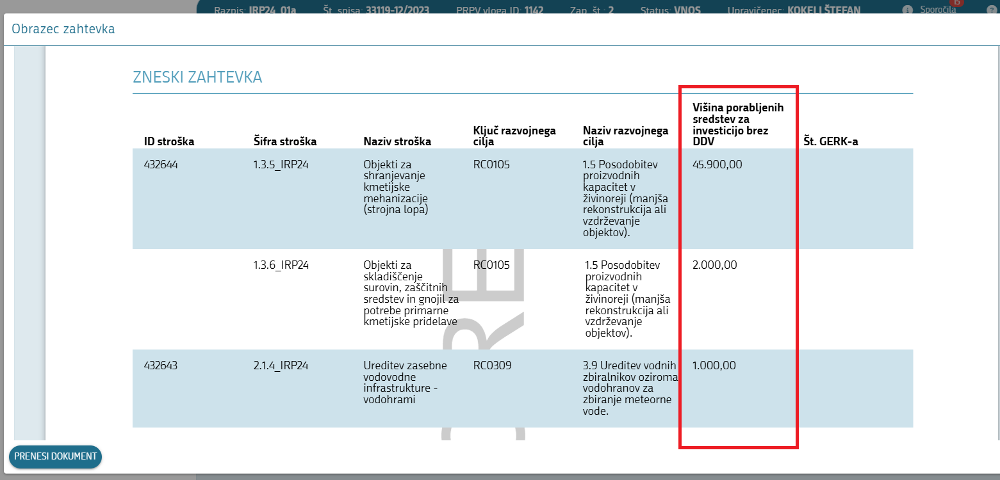 Razpis: IRP24_01a Št. spisa: 33119-12/2023 PRPV vloga ID: 1142 Zap. št.: 2 Status: VNOS Upravičenec: KOKELJ ŠTEFAN Sporočila 15
Obrazec zahtevka
ZNESKI ZAHTEVKA
ID stroška Šifra stroška Naziv stroška Ključ razvojnega cilja Naziv razvojnega cilja Višina porabljenih sredstev za investicijo brez DDV Št. GERK-a
432644 1.3.5_IRP24 Objekti za RC0105 1.5 Posodobitev 45.900,00
shranjevanje proizvodnih
kmetijske kapacitet v
mehanizacije živinoreji (manjša
(strojna lopa) rekonstrukcija ali
vzdrževanje
objektov).
1.3.6_IRP24 Objekti za RC0105 1.5 Posodobitev 2.000,00
skladiščenje proizvodnih
surovin, zaščitnih kapacitet v
sredstev in gnojil za živinoreji (manjša
potrebe primarne rekonstrukcija ali
kmetijske pridelave vzdrževanje
objektov).
432643 2.1.4_IRP24 Ureditev zasebne RC0309 3.9 Ureditev vodnih 1.000,00
vodovodne zbiralnikov oziroma
infrastrukture - vodohranov za
vodohrami zbiranje meteorne
vode.
PRENESI DOKUMENT